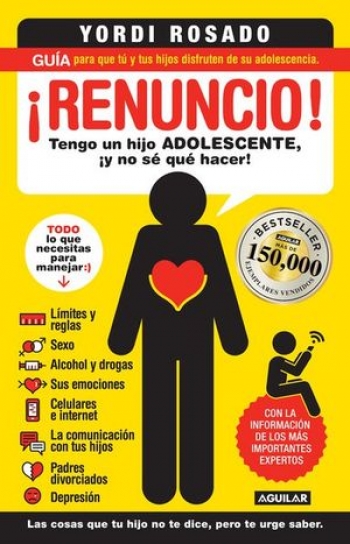 YORDI ROSADO
GUÍA para que tú y tus hijos disfruten de su adolescencia.
¡RENUNCIO!
Tengo un hijo ADOLESCENTE,
¡y no sé qué hacer!
TODO
lo que
necesitas
para
manejar:)
BESTSELLER
AGUILAR
MÁS DE
150,000
EJEMPLARES VENDIDOS
Límites y
reglas
Sexo
Alcohol y drogas
Sus emociones
Celulares
e internet
La comunicación
con tus hijos
Padres
divorciados
Depresión
CON LA
INFORMACIÓN
DE LOS MÁS
IMPORTANTES
EXPERTOS
AGUILAR
Las cosas que tu hijo no te dice, pero te urge saber.